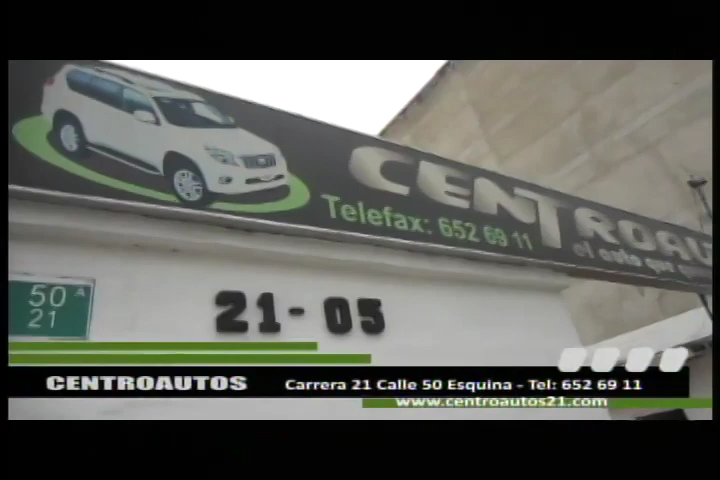 CENTROAU
Telefax: 652 69 11
el auto que
50 A
21
21-05
CENTROAUTOS
Carrera 21 Calle 50 Esquina - Tel: 652 69 11
www.centroautos21.com